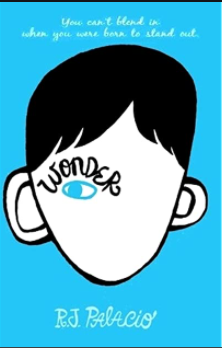 You can't blend in
when you were born to stand out.
WONDER
R.J. PALACIO